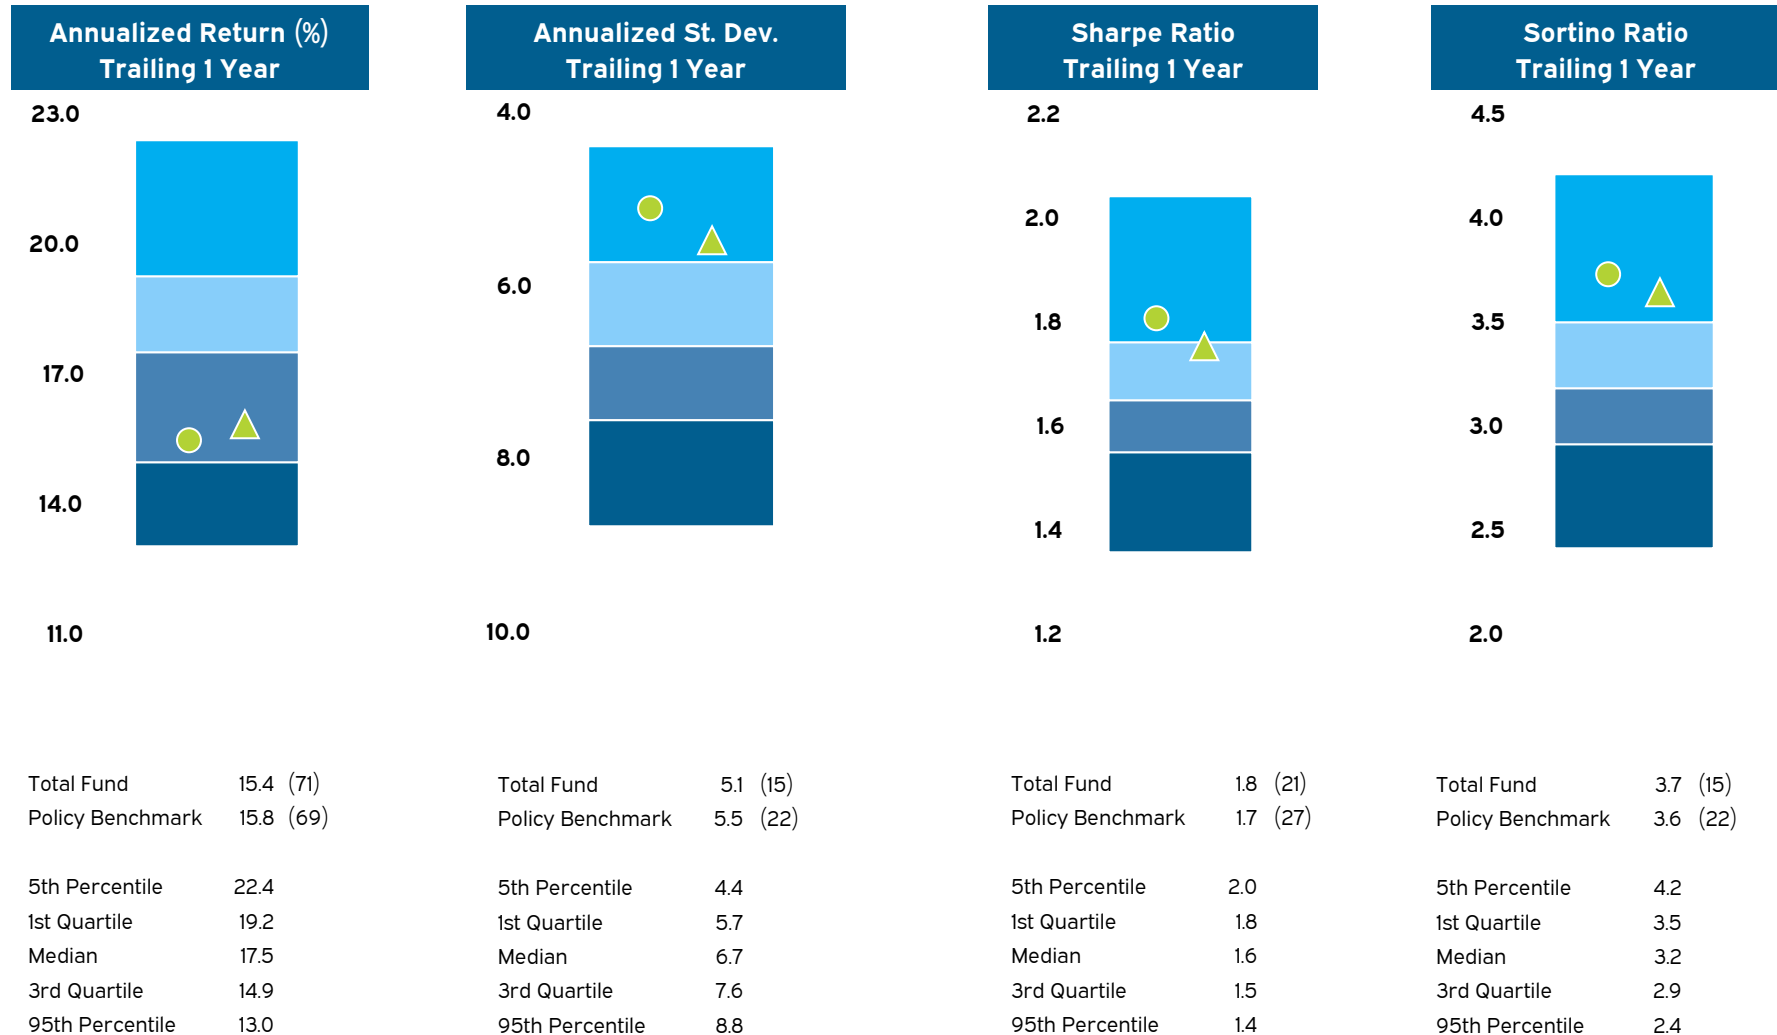 Annualized Return (%)
Trailing 1 Year
23.0
20.0
17.0
14.0
11.0
Total Fund 15.4 (71)
Policy Benchmark 15.8 (69)
5th Percentile 22.4
1st Quartile 19.2
Median 17.5
3rd Quartile 14.9
95th Percentile 13.0
Annualized St. Dev.
Trailing 1 Year
4.0
6.0
8.0
10.0
Total Fund 5.1 (15)
Policy Benchmark 5.5 (22)
5th Percentile 4.4
1st Quartile 5.7
Median 6.7
3rd Quartile 7.6
95th Percentile 8.8
Sharpe Ratio
Trailing 1 Year
2.2
2.0
1.8
1.6
1.4
1.2
Total Fund 1.8 (21)
Policy Benchmark 1.7 (27)
5th Percentile 2.0
1st Quartile 1.8
Median 1.6
3rd Quartile 1.5
95th Percentile 1.4
Sortino Ratio
Trailing 1 Year
4.5
4.0
3.5
3.0
2.5
2.0
Total Fund 3.7 (15)
Policy Benchmark 3.6 (22)
5th Percentile 4.2
1st Quartile 3.5
Median 3.2
3rd Quartile 2.9
95th Percentile 2.4